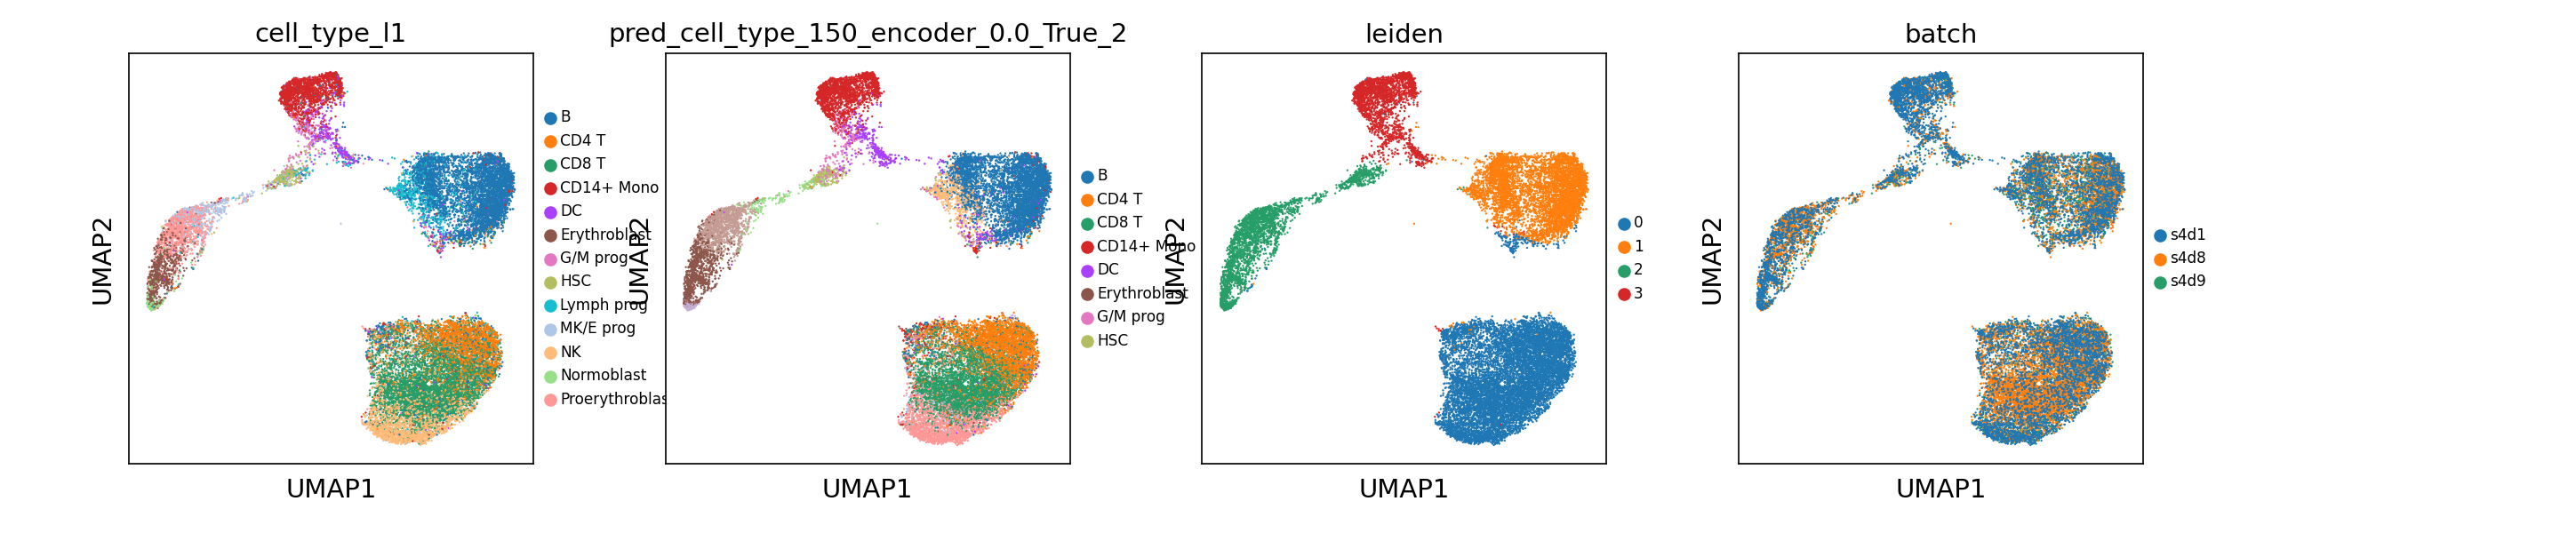 cell_type_l1
UMAP2
UMAP1
B
CD4 T
CD8 T
CD14+ Mono
DC
Erythroblast
G/M prog
HSC
Lymph prog
MK/E prog
NK
Normoblast
Proerythroblas
pred_cell_type_150_encoder_0.0_True_2
UMAP2
UMAP1
B
CD4 T
CD8 T
CD14+ Mono
DC
Erythroblast
G/M prog
HSC
leiden
UMAP2
UMAP1
0
1
2
3
batch
UMAP2
UMAP1
s4d1
s4d8
s4d9